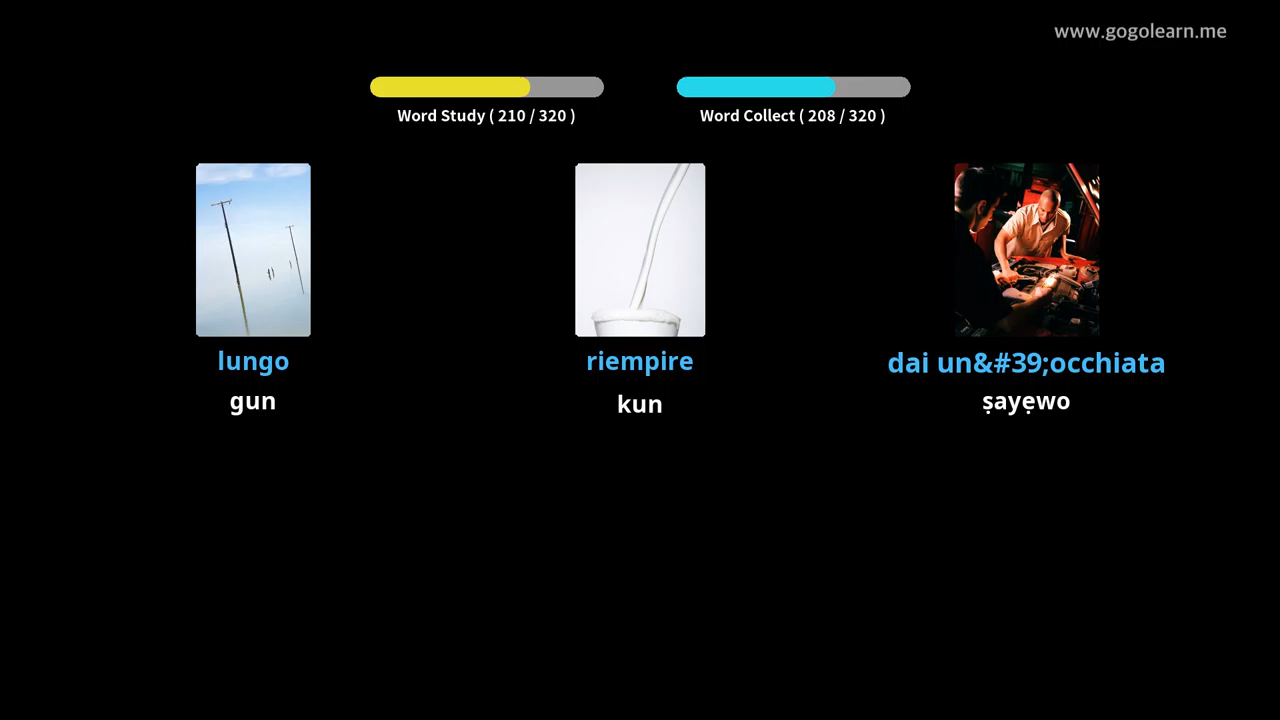 www.gogolearn.me
Word Study ( 210 / 320 )
Word Collect ( 208 / 320 )
lungo
riempire
dai un&#39;occhiata
gun
kun
ṣayẹwo